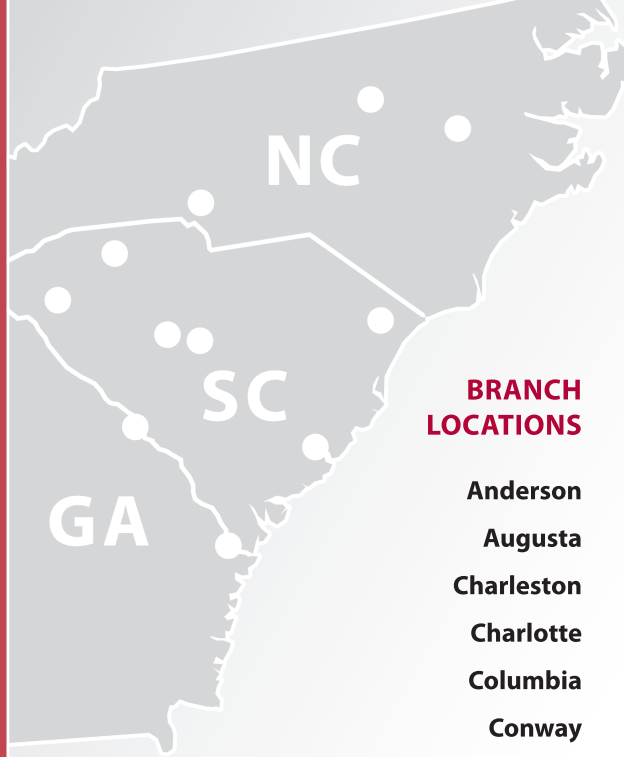 NC
SC
GA
BRANCH
LOCATIONS
Anderson
Augusta
Charleston
Charlotte
Columbia
Conway